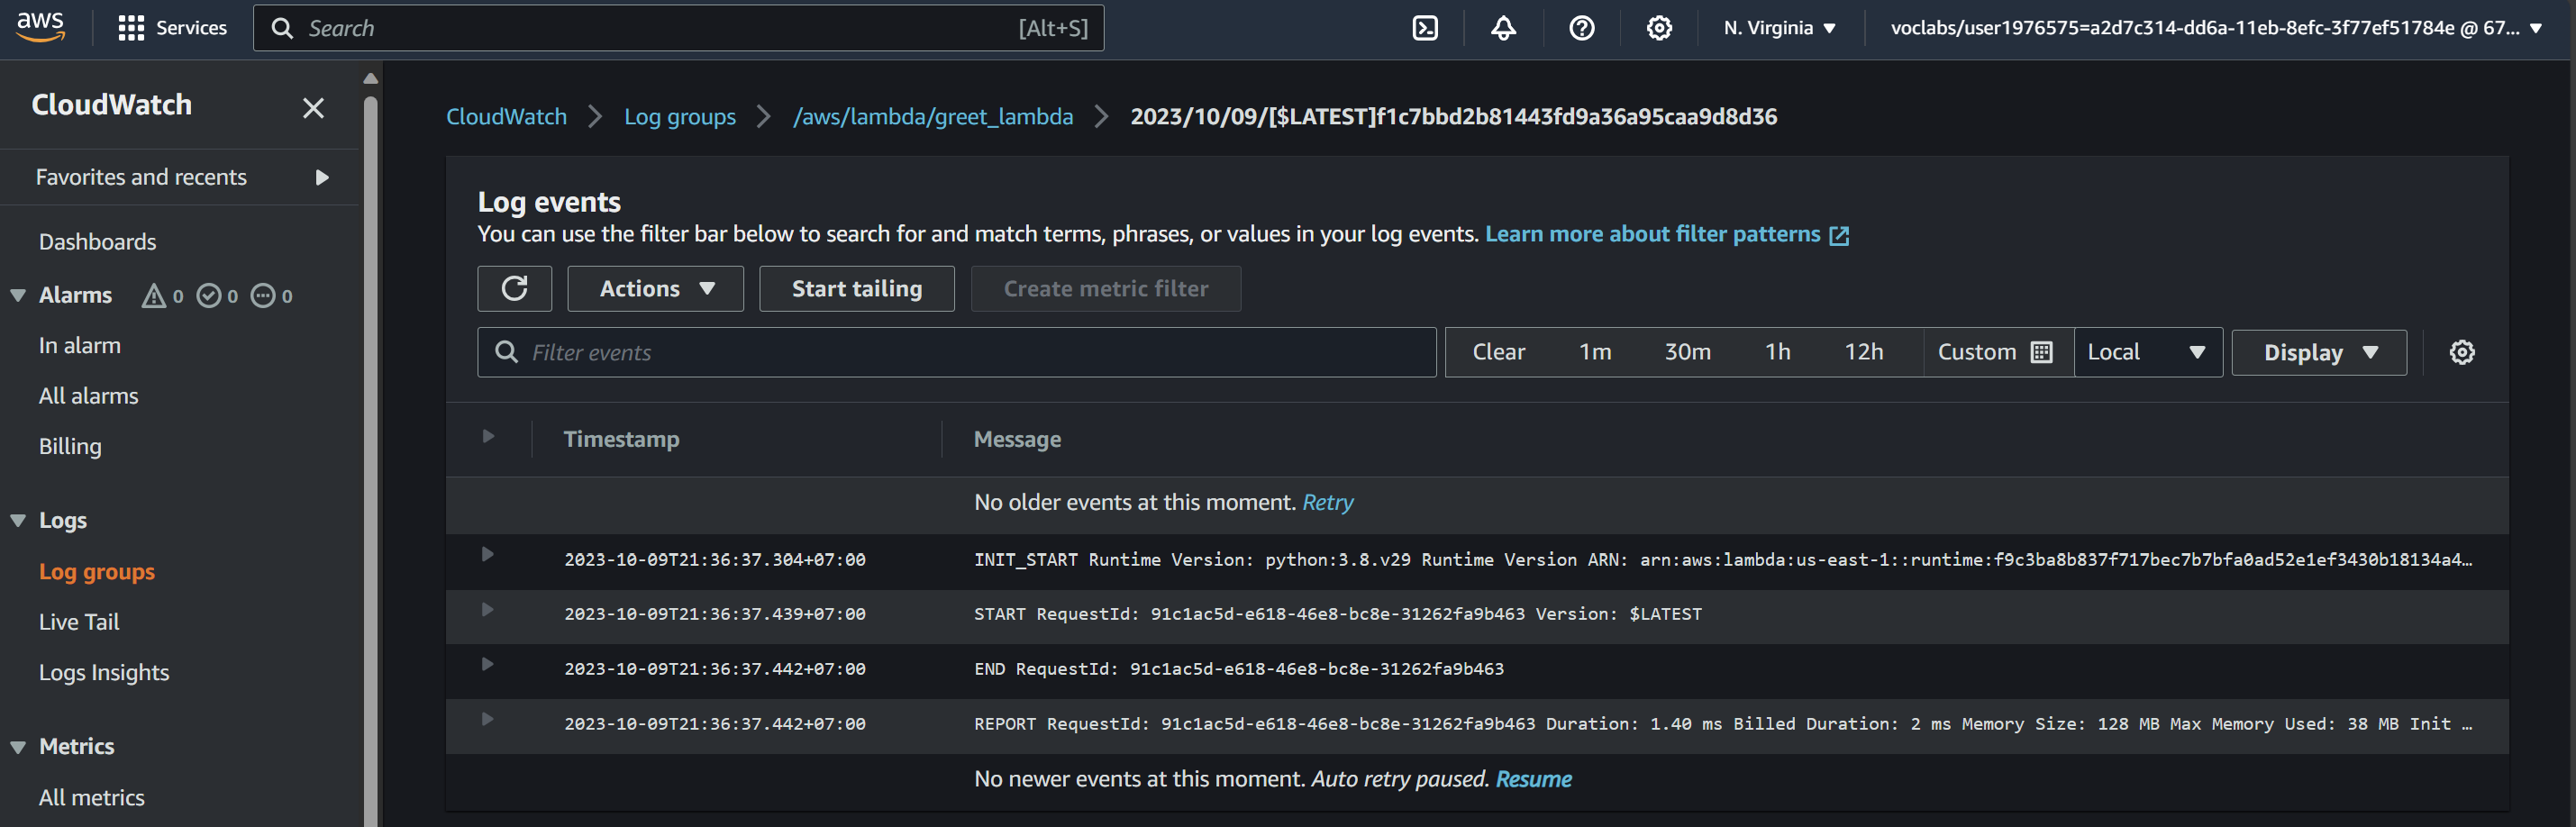 aws Services Search [Alt+S] N. Virginia voclabs/user1976575=a2d7c314-dd6a-11eb-8efc-3f77ef51784e @ 67...
CloudWatch
Favorites and recents
Dashboards
Alarms 0 0 0
In alarm
All alarms
Billing
Logs
Log groups
Live Tail
Logs Insights
Metrics
All metrics
CloudWatch Log groups /aws/lambda/greet_lambda 2023/10/09/[$LATEST]f1c7bbd2b81443fd9a36a95caa9d8d36
Log events
You can use the filter bar below to search for and match terms, phrases, or values in your log events. Learn more about filter patterns
Actions Start tailing Create metric filter
Filter events Clear 1m 30m 1h 12h Custom Local Display
Timestamp Message
No older events at this moment. Retry
2023-10-09T21:36:37.304+07:00 INIT_START Runtime Version: python:3.8.v29 Runtime Version ARN: arn:aws:lambda:us-east-1::runtime:f9c3ba8b837f717bec7b7bfa0ad52e1ef3430b18134a4…
2023-10-09T21:36:37.439+07:00 START RequestId: 91c1ac5d-e618-46e8-bc8e-31262fa9b463 Version: $LATEST
2023-10-09T21:36:37.442+07:00 END RequestId: 91c1ac5d-e618-46e8-bc8e-31262fa9b463
2023-10-09T21:36:37.442+07:00 REPORT RequestId: 91c1ac5d-e618-46e8-bc8e-31262fa9b463 Duration: 1.40 ms Billed Duration: 2 ms Memory Size: 128 MB Max Memory Used: 38 MB Init …
No newer events at this moment. Auto retry paused. Resume